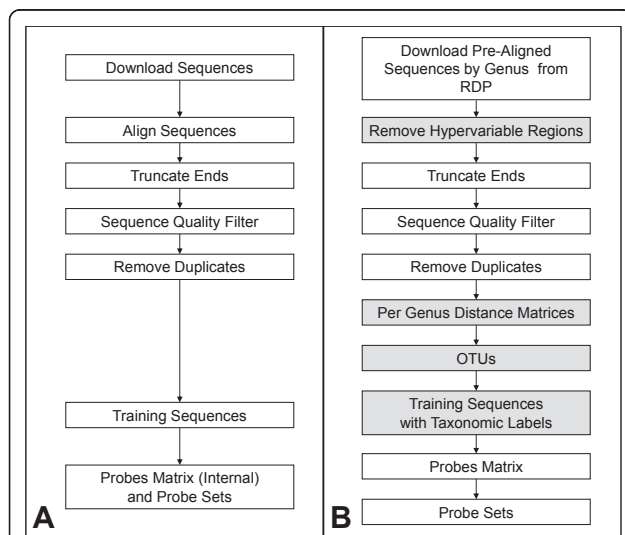 Download Sequences
Align Sequences
Truncate Ends
Sequence Quality Filter
Remove Duplicates
Training Sequences
Probes Matrix (Internal)
and Probe Sets
A
Download Pre-Aligned
Sequences by Genus from
RDP
Remove Hypervariable Regions
Truncate Ends
Sequence Quality Filter
Remove Duplicates
Per Genus Distance Matrices
OTUs
Training Sequences
with Taxonomic Labels
Probes Matrix
Probe Sets
B